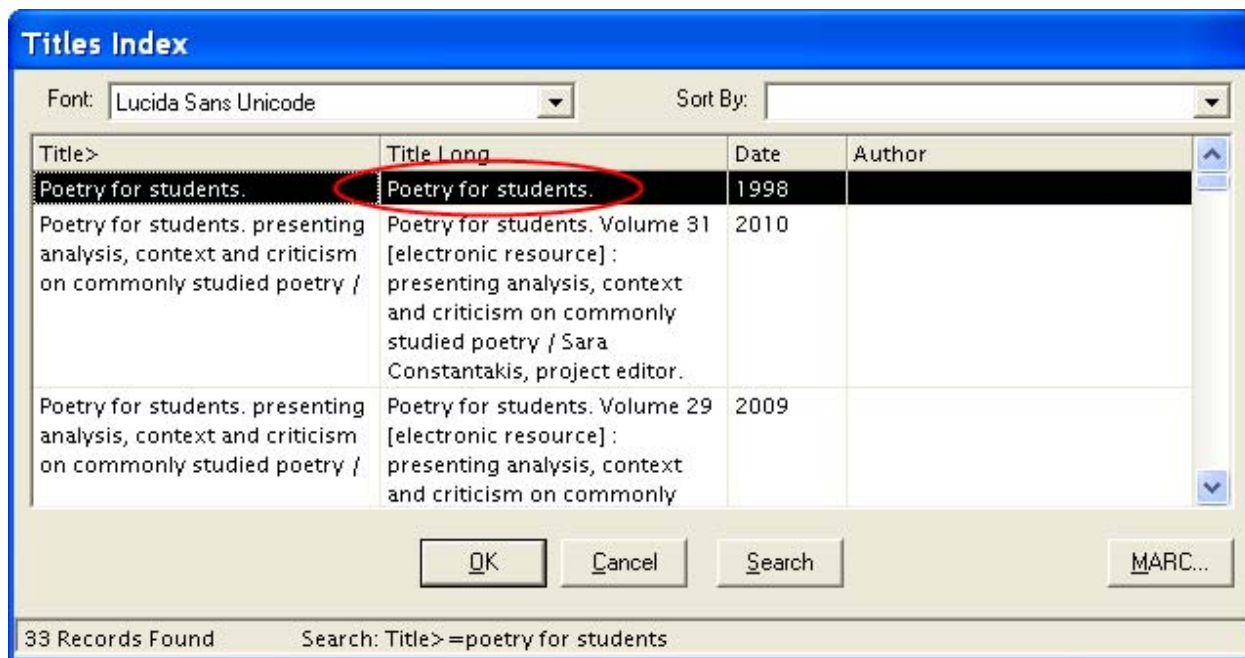 Titles Index
Font: Lucida Sans Unicode Sort By:
Title> Title Long Date Author
Poetry for students. Poetry for students. 1998
Poetry for students. presenting Poetry for students. Volume 31 2010
analysis, context and criticism [electronic resource] :
on commonly studied poetry / presenting analysis, context
and criticism on commonly
studied poetry / Sara
Constantakis, project editor.
Poetry for students. presenting Poetry for students. Volume 29 2009
analysis, context and criticism [electronic resource] :
on commonly studied poetry / presenting analysis, context
and criticism on commonly
OK Cancel Search MARC...
33 Records Found Search: Title>=poetry for students